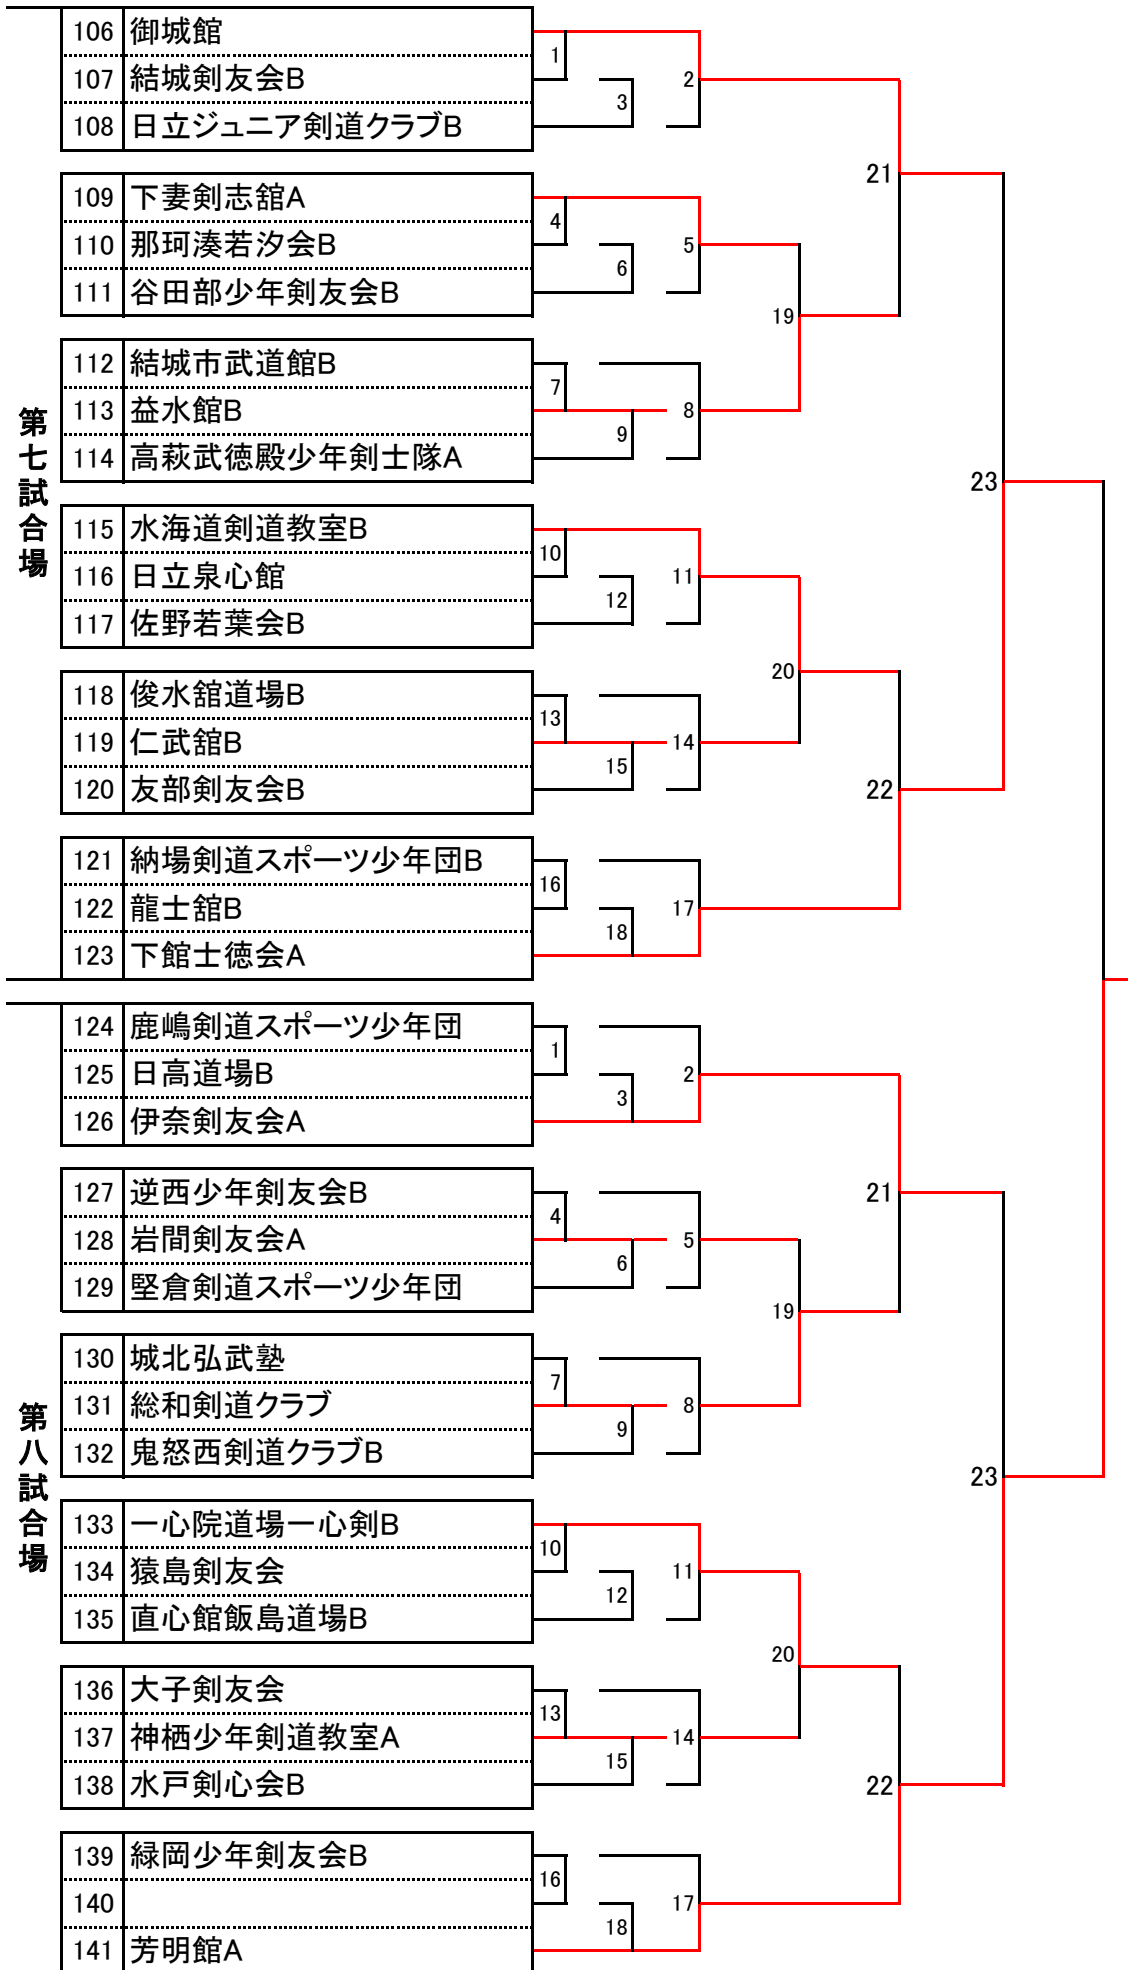 第七試合場
106 御城館
107 結城剣友会B
108 日立ジュニア剣道クラブB
1
3
2
109 下妻剣志舘A
110 那珂湊若汐会B
111 谷田部少年剣友会B
4
6
5
112 結城市武道館B
113 益水館B
114 高萩武徳殿少年剣士隊A
7
9
8
115 水海道剣道教室B
116 日立泉心館
117 佐野若葉会B
10
12
11
118 俊水舘道場B
119 仁武舘B
120 友部剣友会B
13
15
14
121 納場剣道スポーツ少年団B
122 龍士舘B
123 下館士徳会A
16
18
17
19
20
21
22
23
第八試合場
124 鹿嶋剣道スポーツ少年団
125 日高道場B
126 伊奈剣友会A
1
3
2
127 逆西少年剣友会B
128 岩間剣友会A
129 堅倉剣道スポーツ少年団
4
6
5
130 城北弘武塾
131 総和剣道クラブ
132 鬼怒西剣道クラブB
7
9
8
133 一心院道場一心剣B
134 猿島剣友会
135 直心館飯島道場B
10
12
11
136 大子剣友会
137 神栖少年剣道教室A
138 水戸剣心会B
13
15
14
139 緑岡少年剣友会B
140
141 芳明館A
16
18
17
19
20
21
22
23